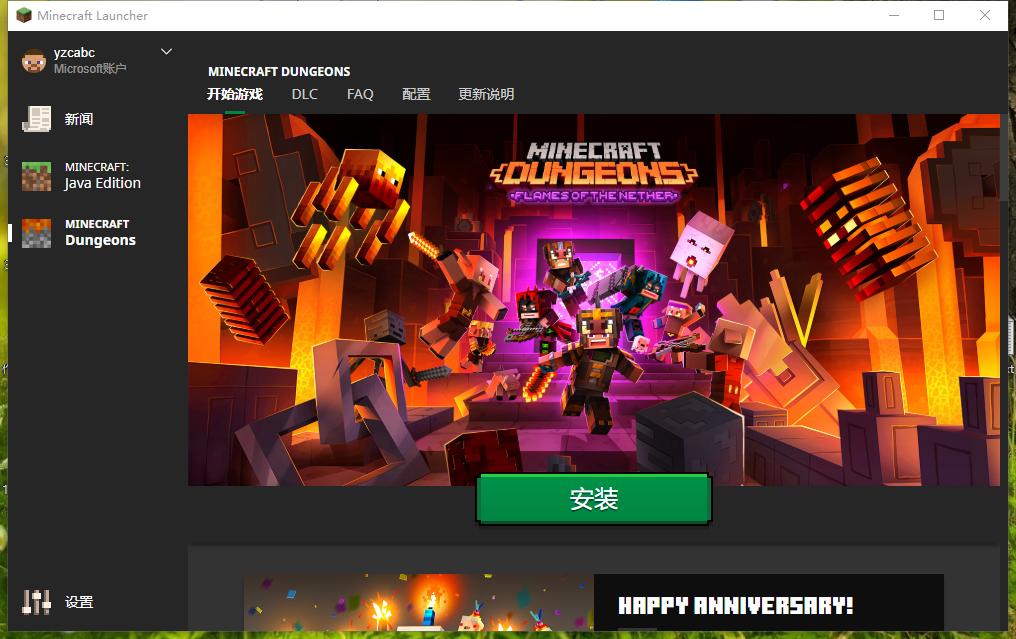 Minecraft Launcher
yzcabc
Microsoft账户
新闻
MINECRAFT:
Java Edition
MINECRAFT
Dungeons
设置
MINECRAFT DUNGEONS
开始游戏 DLC FAQ 配置 更新说明
MINECRAFT
DUNGEONS
FLAMES OF THE NETHER
安装
HAPPY ANNIVERSARY!